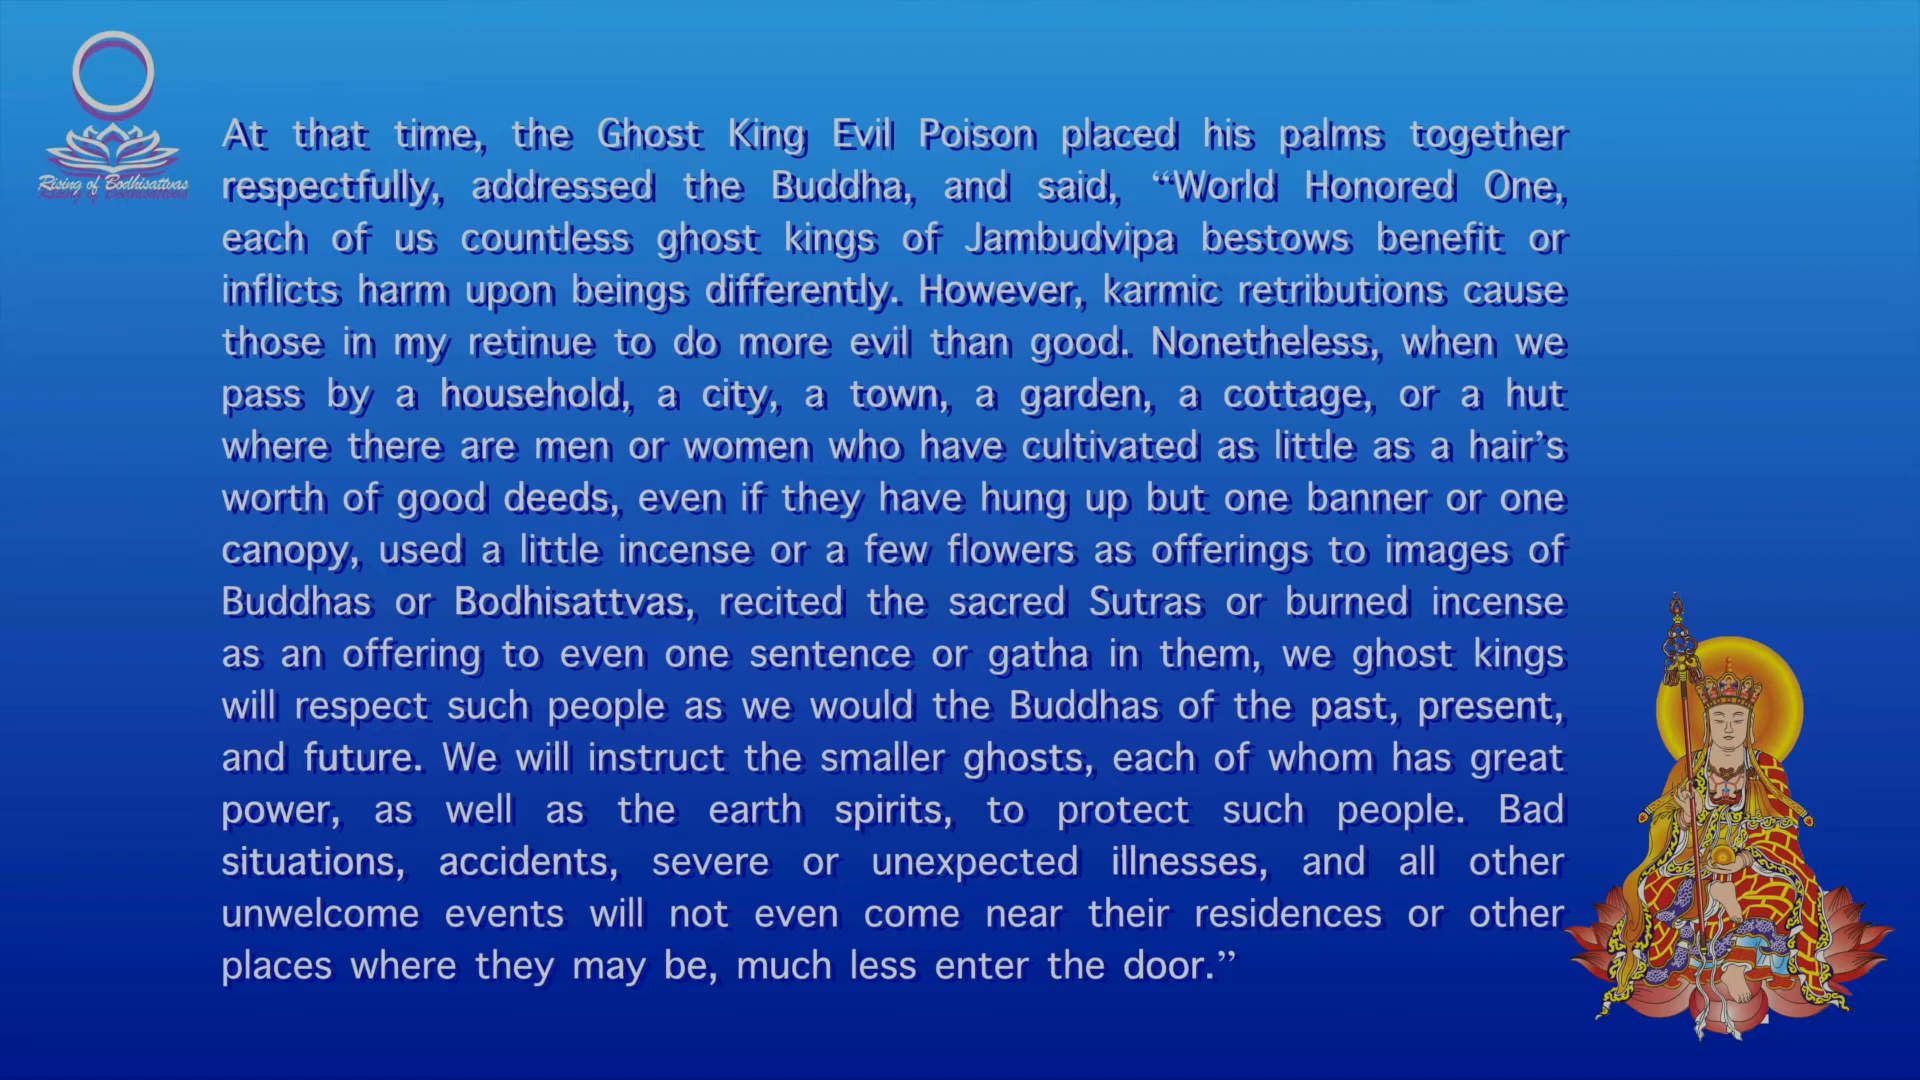 Rising of Bodhisattvas
At that time, the Ghost King Evil Poison placed his palms together
respectfully, addressed the Buddha, and said, “World Honored One,
each of us countless ghost kings of Jambudvipa bestows benefit or
inflicts harm upon beings differently. However, karmic retributions cause
those in my retinue to do more evil than good. Nonetheless, when we
pass by a household, a city, a town, a garden, a cottage, or a hut
where there are men or women who have cultivated as little as a hair’s
worth of good deeds, even if they have hung up but one banner or one
canopy, used a little incense or a few flowers as offerings to images of
Buddhas or Bodhisattvas, recited the sacred Sutras or burned incense
as an offering to even one sentence or gatha in them, we ghost kings
will respect such people as we would the Buddhas of the past, present,
and future. We will instruct the smaller ghosts, each of whom has great
power, as well as the earth spirits, to protect such people. Bad
situations, accidents, severe or unexpected illnesses, and all other
unwelcome events will not even come near their residences or other
places where they may be, much less enter the door.”